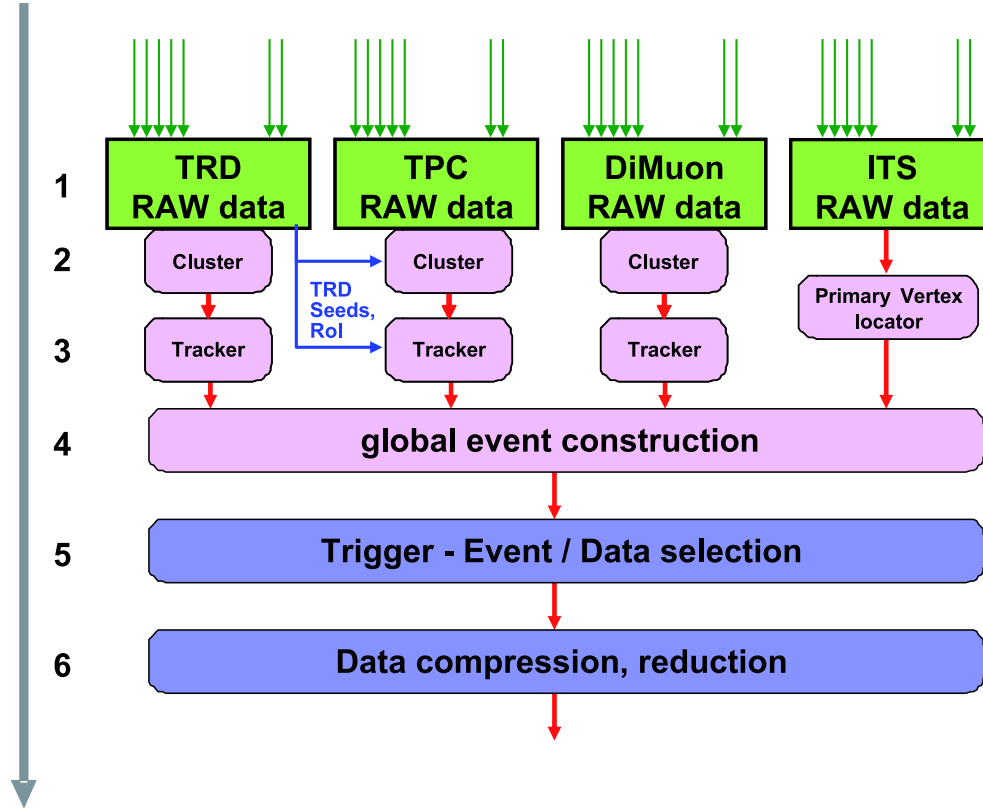 1
TRD
RAW data
TPC
RAW data
DiMuon
RAW data
ITS
RAW data
2
Cluster
Cluster
Cluster
TRD
Seeds,
RoI
Primary Vertex
locator
3
Tracker
Tracker
Tracker
4
global event construction
5
Trigger - Event / Data selection
6
Data compression, reduction